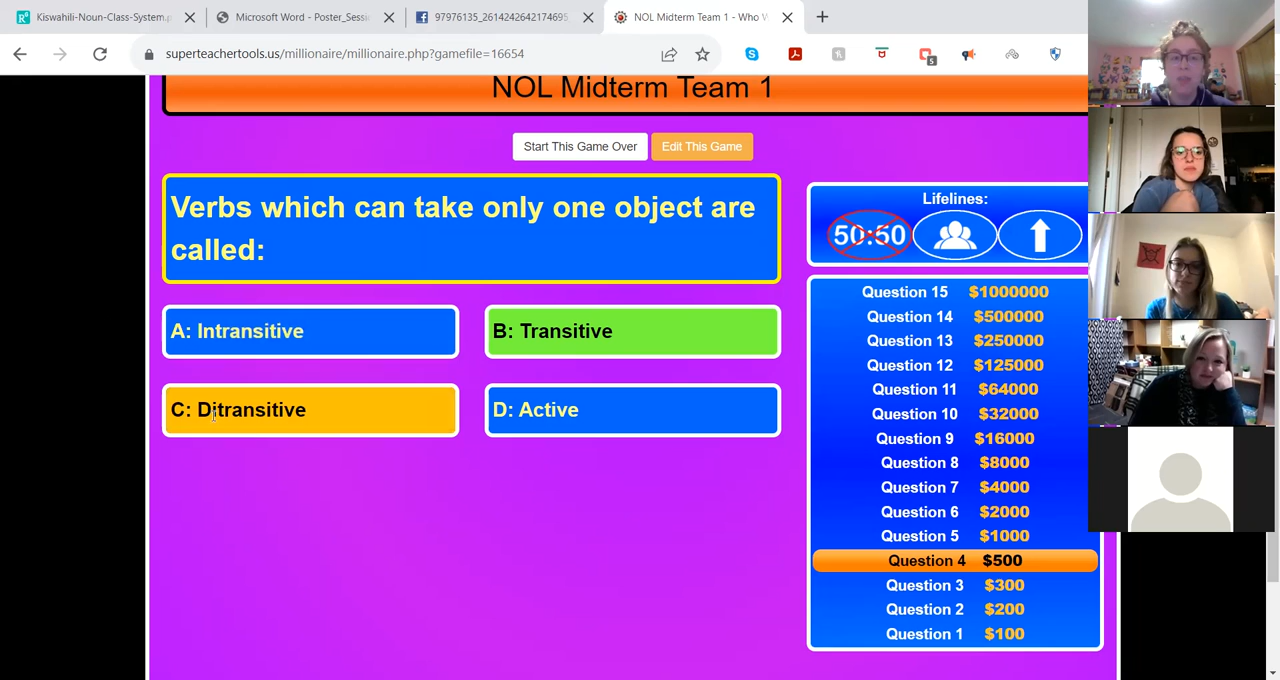 Kiswahili-Noun-Class-System.p
Microsoft Word - Poster_Sessi
97976135_2614242642174695
NOL Midterm Team 1 - Who W
superteachertools.us/millionaire/millionaire.php?gamefile=16654
NOL Midterm Team 1
Start This Game Over
Edit This Game
Verbs which can take only one object are
called:
A: Intransitive
B: Transitive
C: Ditransitive
D: Active
Lifelines:
50:50
Question 15 $1000000
Question 14 $500000
Question 13 $250000
Question 12 $125000
Question 11 $64000
Question 10 $32000
Question 9 $16000
Question 8 $8000
Question 7 $4000
Question 6 $2000
Question 5 $1000
Question 4 $500
Question 3 $300
Question 2 $200
Question 1 $100